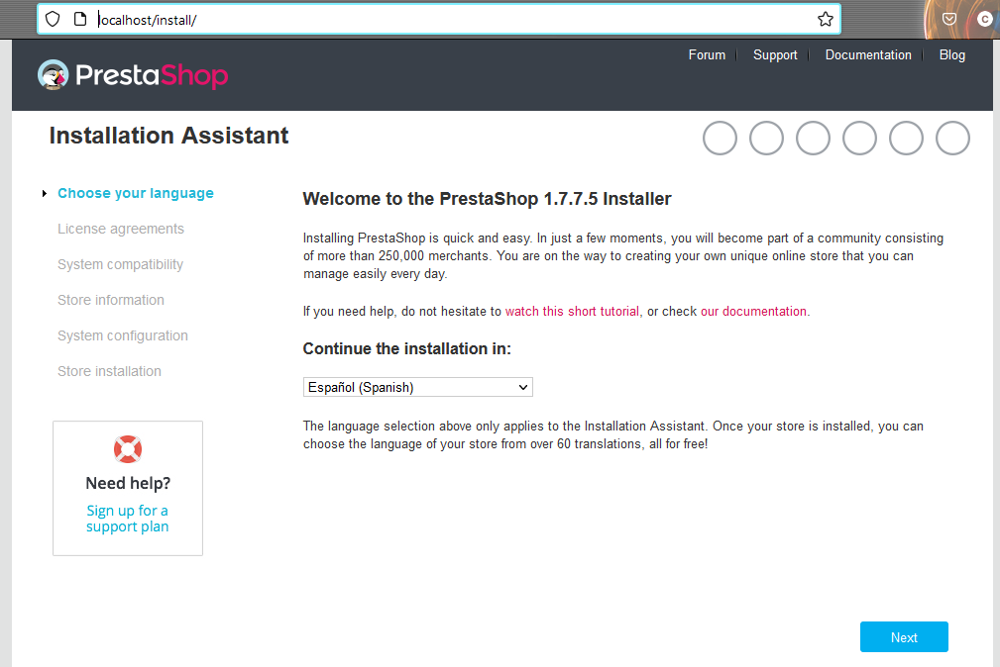 localhost/install/
C
Forum
Support
Documentation
Blog
PrestaShop
Installation Assistant
Choose your language
License agreements
System compatibility
Store information
System configuration
Store installation
Need help?
Sign up for a
support plan
Welcome to the PrestaShop 1.7.7.5 Installer
Installing PrestaShop is quick and easy. In just a few moments, you will become part of a community consisting
of more than 250,000 merchants. You are on the way to creating your own unique online store that you can
manage easily every day.
If you need help, do not hesitate to watch this short tutorial, or check our documentation.
Continue the installation in:
Español (Spanish)
The language selection above only applies to the Installation Assistant. Once your store is installed, you can
choose the language of your store from over 60 translations, all for free!
Next